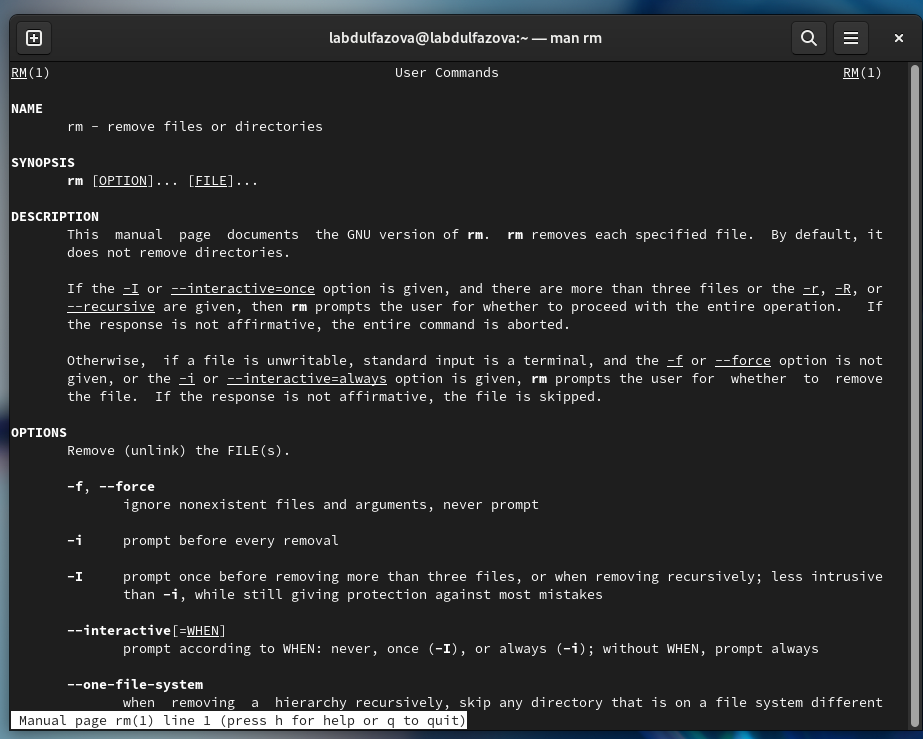 labdulfazova@labdulfazova:~ — man rm
RM(1) User Commands RM(1)
NAME
rm - remove files or directories
SYNOPSIS
rm [OPTION]... [FILE]...
DESCRIPTION
This manual page documents the GNU version of rm. rm removes each specified file. By default, it
does not remove directories.
If the -I or --interactive=once option is given, and there are more than three files or the -r, -R, or
--recursive are given, then rm prompts the user for whether to proceed with the entire operation. If
the response is not affirmative, the entire command is aborted.
Otherwise, if a file is unwritable, standard input is a terminal, and the -f or --force option is not
given, or the -i or --interactive=always option is given, rm prompts the user for whether to remove
the file. If the response is not affirmative, the file is skipped.
OPTIONS
Remove (unlink) the FILE(s).
-f, --force
ignore nonexistent files and arguments, never prompt
-i prompt before every removal
-I prompt once before removing more than three files, or when removing recursively; less intrusive
than -i, while still giving protection against most mistakes
--interactive[=WHEN]
prompt according to WHEN: never, once (-I), or always (-i); without WHEN, prompt always
--one-file-system
when removing a hierarchy recursively, skip any directory that is on a file system different
Manual page rm(1) line 1 (press h for help or q to quit)